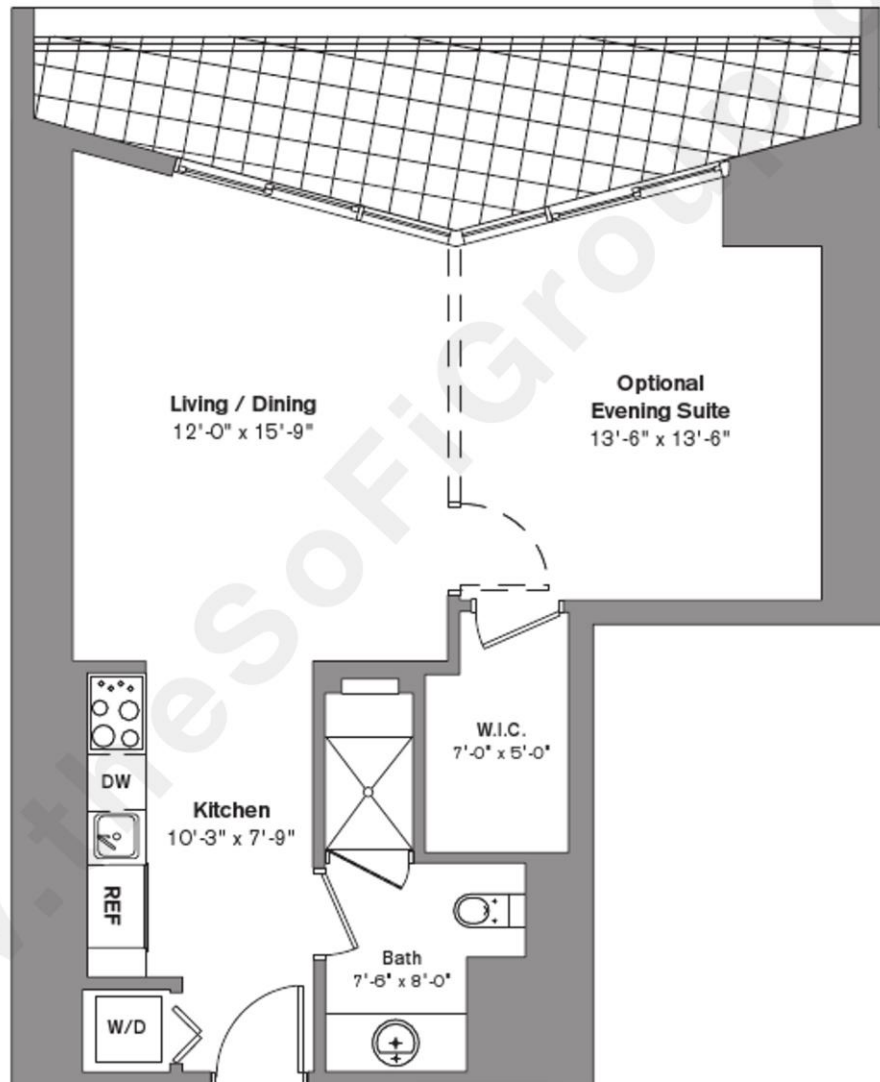 Living / Dining
12'-0" x 15'-9"
Optional
Evening Suite
13'-6" x 13'-6"
W.I.C.
7'-0" x 5'-0"
DW
Kitchen
10'-3" x 7'-9"
REF
Bath
7'-6" x 8'-0"
W/D
.theSoFiGroup.